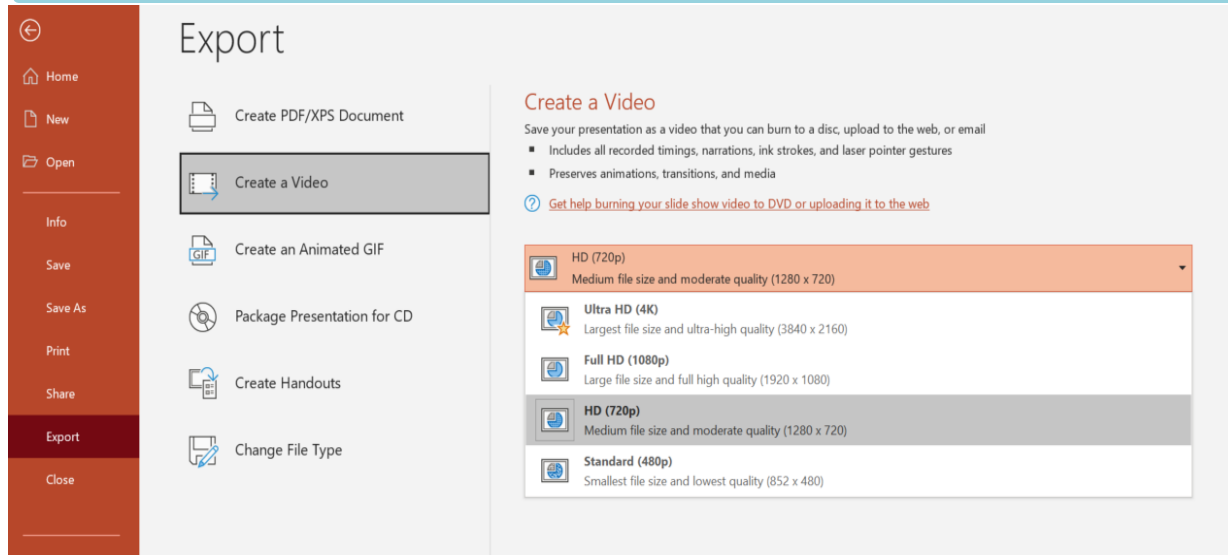 Export
Home
New
Open
Info
Save
Save As
Print
Share
Export
Close
Create PDF/XPS Document
Create a Video
Create an Animated GIF
GIF
Package Presentation for CD
Create Handouts
Change File Type
Create a Video
Save your presentation as a video that you can burn to a disc, upload to the web, or email
Includes all recorded timings, narrations, ink strokes, and laser pointer gestures
Preserves animations, transitions, and media
Get help burning your slide show video to DVD or uploading it to the web
HD (720p)
Medium file size and moderate quality (1280 x 720)
Ultra HD (4K)
Largest file size and ultra-high quality (3840 x 2160)
Full HD (1080p)
Large file size and full high quality (1920 x 1080)
HD (720p)
Medium file size and moderate quality (1280 x 720)
Standard (480p)
Smallest file size and lowest quality (852 x 480)